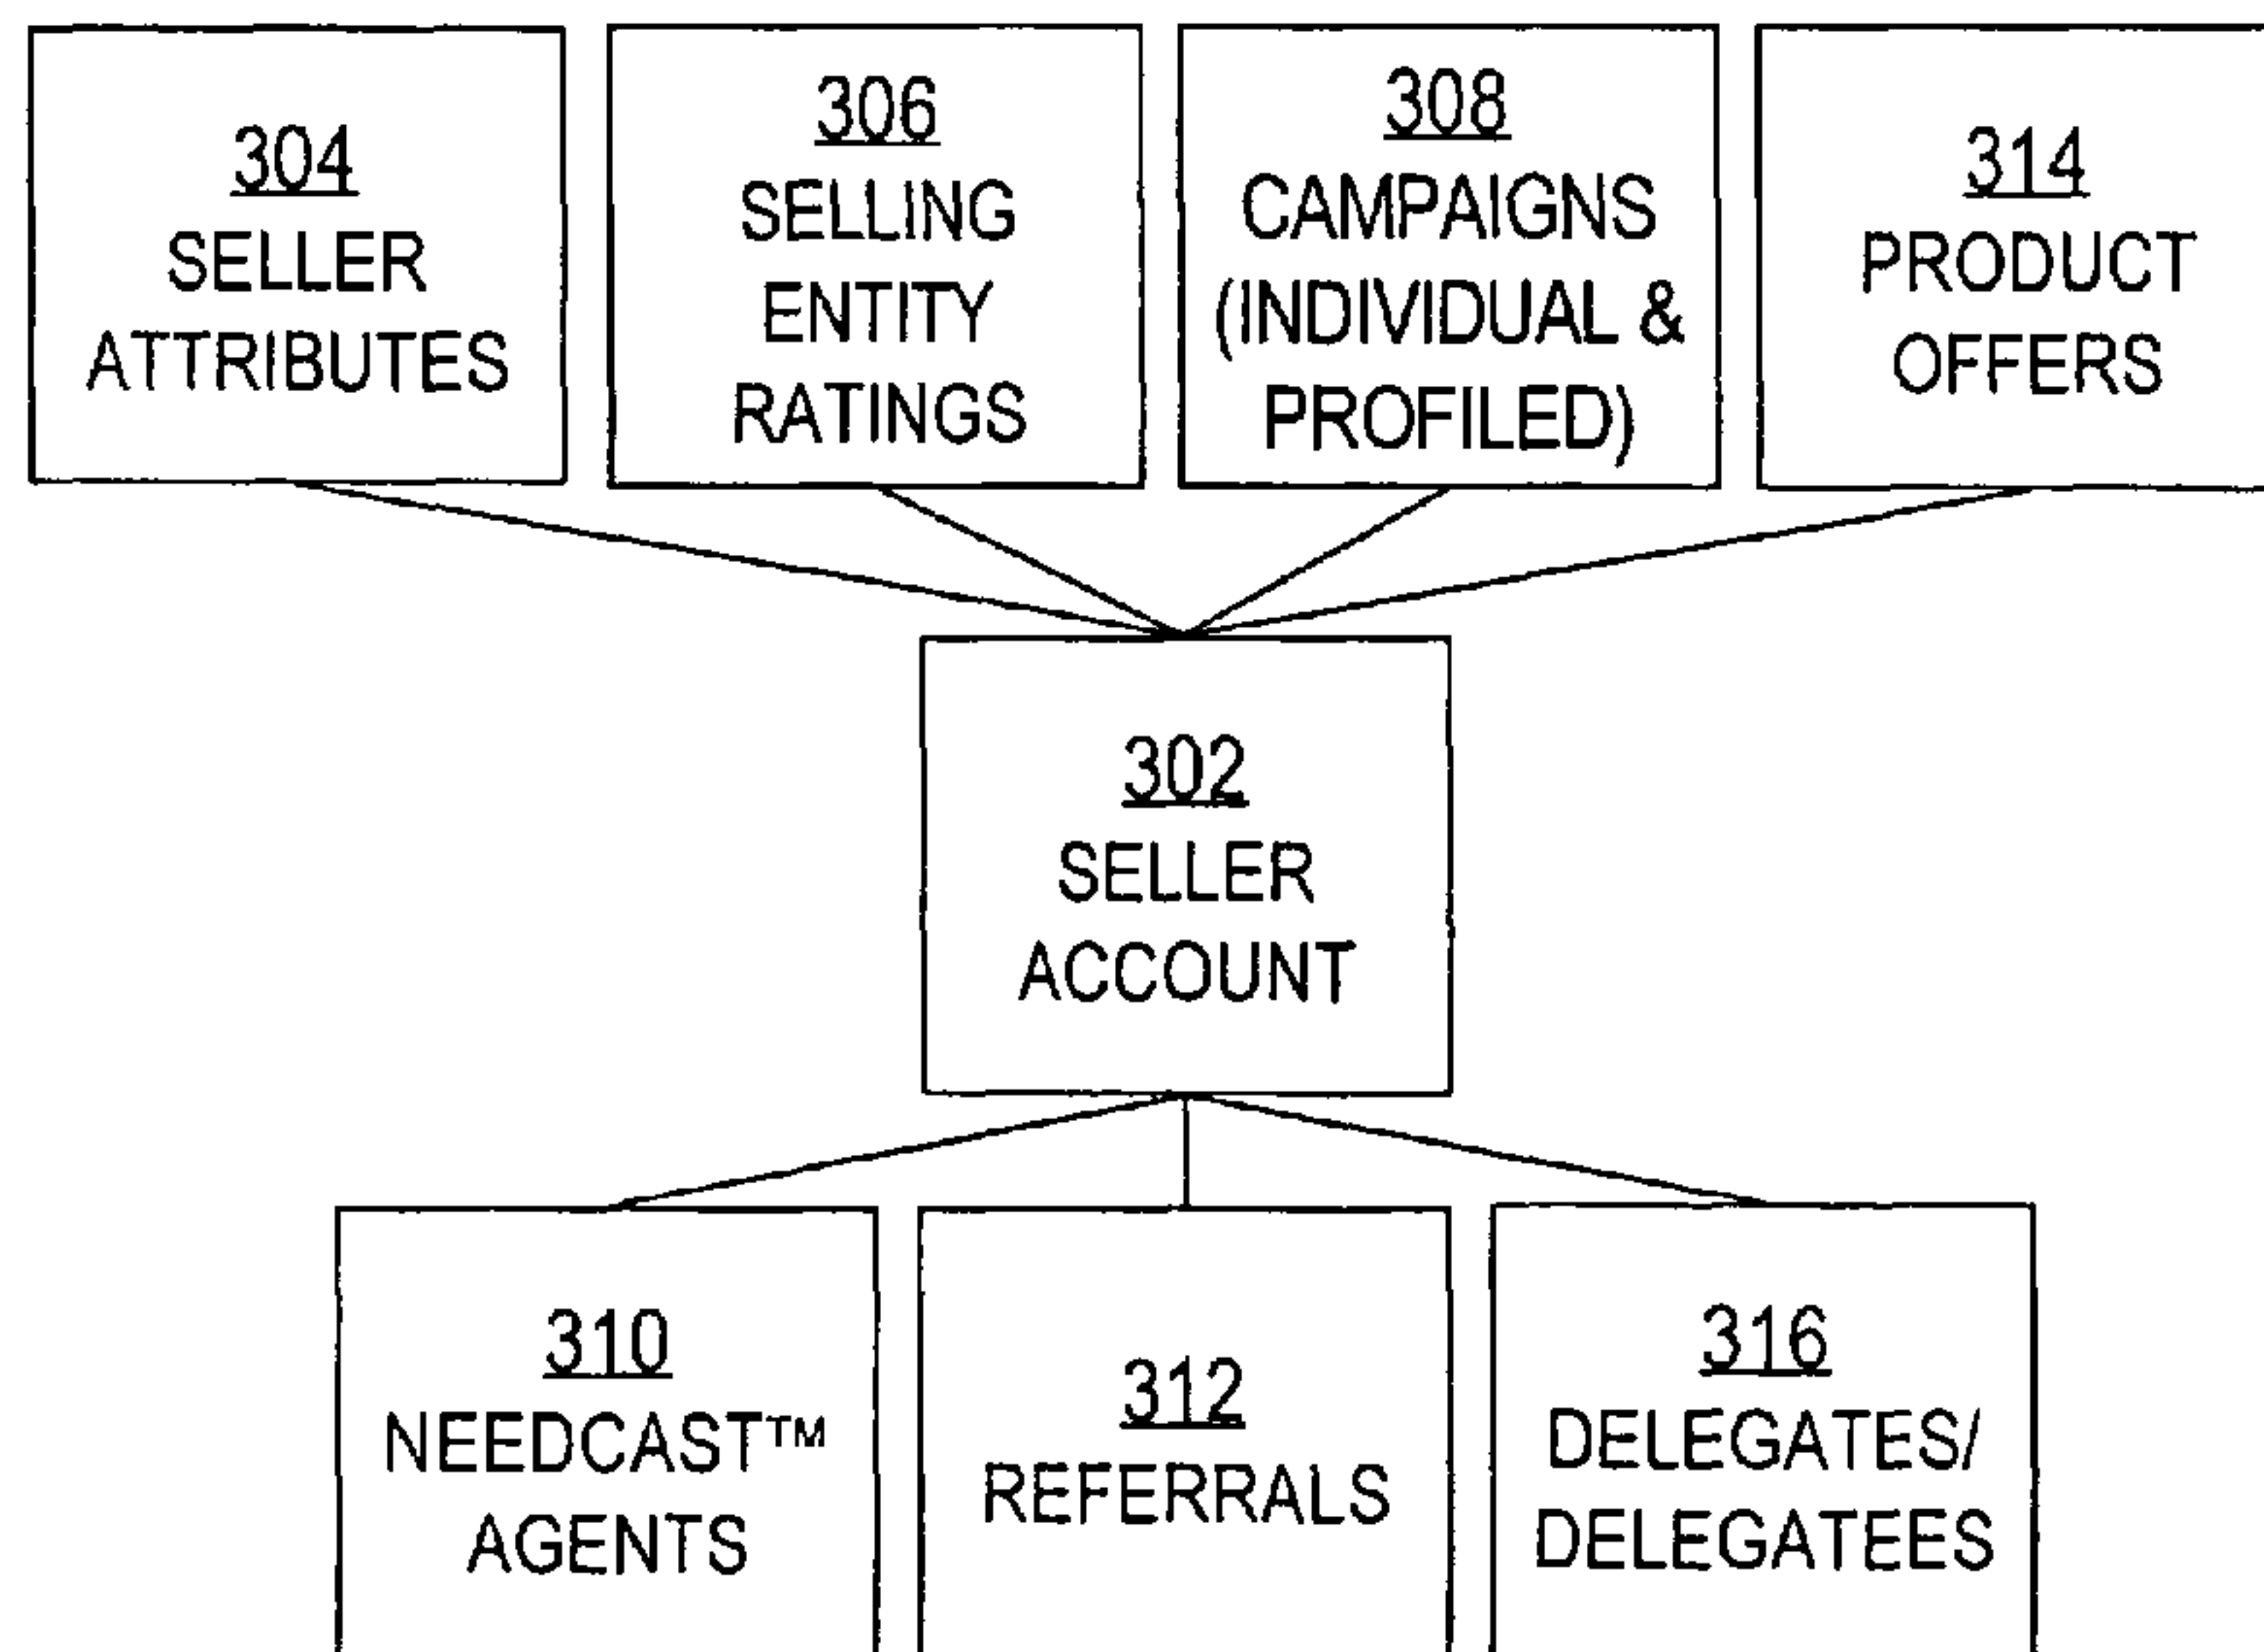 304
SELLER
ATTRIBUTES
306
SELLING
ENTITY
RATINGS
308
CAMPAIGNS
(INDIVIDUAL &
PROFILED)
314
PRODUCT
OFFERS
302
SELLER
ACCOUNT
310
NEEDCAST™
AGENTS
312
REFERRALS
316
DELEGATES/
DELEGATEES